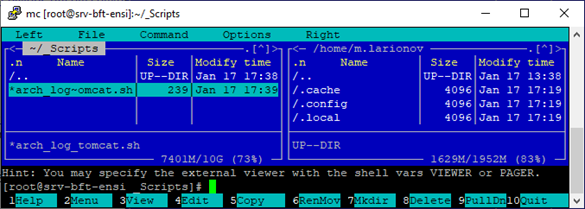 mc [root@srv-bft-ensi]:~/_Scripts
Left File Command Options Right
<- ~/_Scripts .[^]> <- /home/m.larionov .[^]>
.n Name Size Modify time .n Name Size Modify time
/.. UP--DIR Jan 17 17:38 /.. UP--DIR Jan 17 13:38
*arch_log~omcat.sh 239 Jan 17 17:39 /.cache 4096 Jan 17 17:19
/.config 4096 Jan 17 17:19
/.local 4096 Jan 17 17:19
*arch_log_tomcat.sh UP--DIR
7401M/10G (73%) 1629M/1952M (83%)
Hint: You may specify the external viewer with the shell vars VIEWER or PAGER.
[root@srv-bft-ensi _Scripts]#
1Help 2Menu 3View 4Edit 5Copy 6RenMov 7Mkdir 8Delete 9PullDn 10Quit